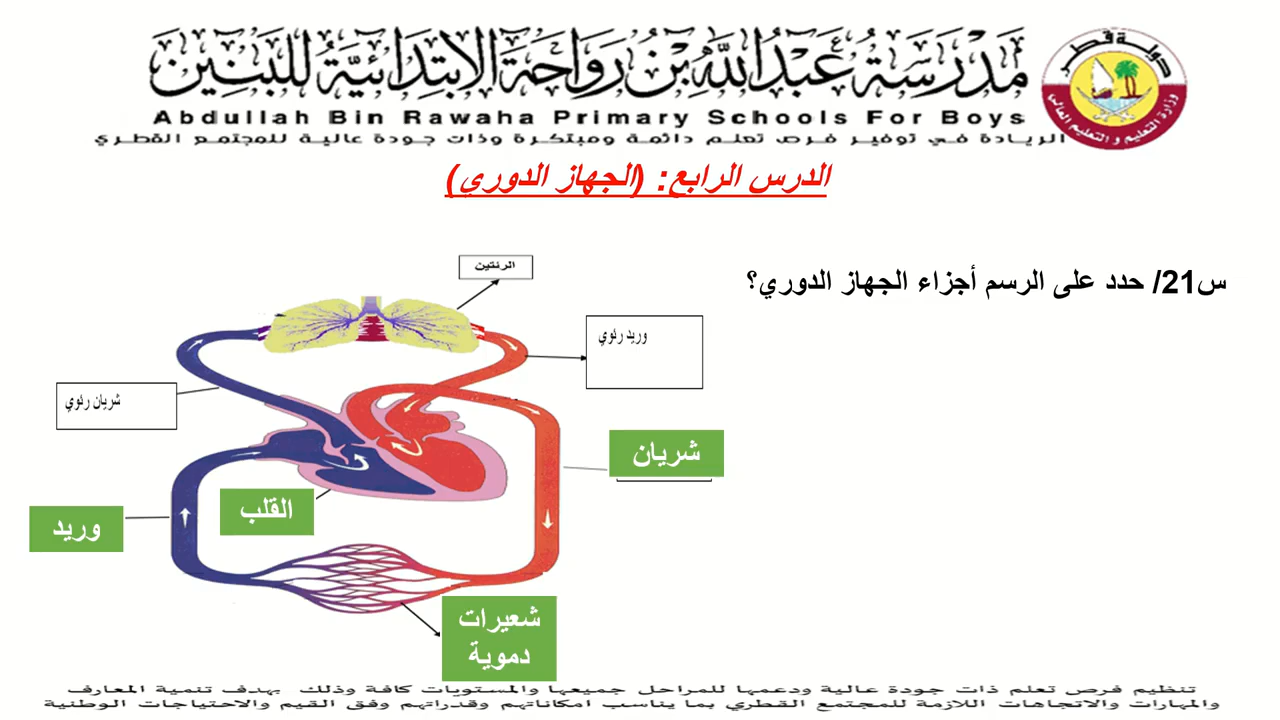 مدرسة عبدالله بن رواحة الابتدائية للبنين
دولة قطر
وزارة التعليم و التعليم العالي
Abdullah Bin Rawaha Primary Schools For Boys
الريادة في توفير فرص تعلم دائمة ومبتكرة وذات جودة عالية للمجتمع القطري
الدرس الرابع: (الجهاز الدوري)
س21/ حدد على الرسم أجزاء الجهاز الدوري؟
الرئتين
وريد رئوي
شريان رئوي
شريان
القلب
وريد
شعيرات
دموية
تنظيم فرص تعلم ذات جودة عالية ودعمها للمراحل جميعها والمستويات كافة وذلك بهدف تنمية المعارف
والمهارات والاتجاهات اللازمة للمجتمع القطري بما يناسب امكاناتهم وقدراتهم وفق القيم والاحتياجات الوطنية